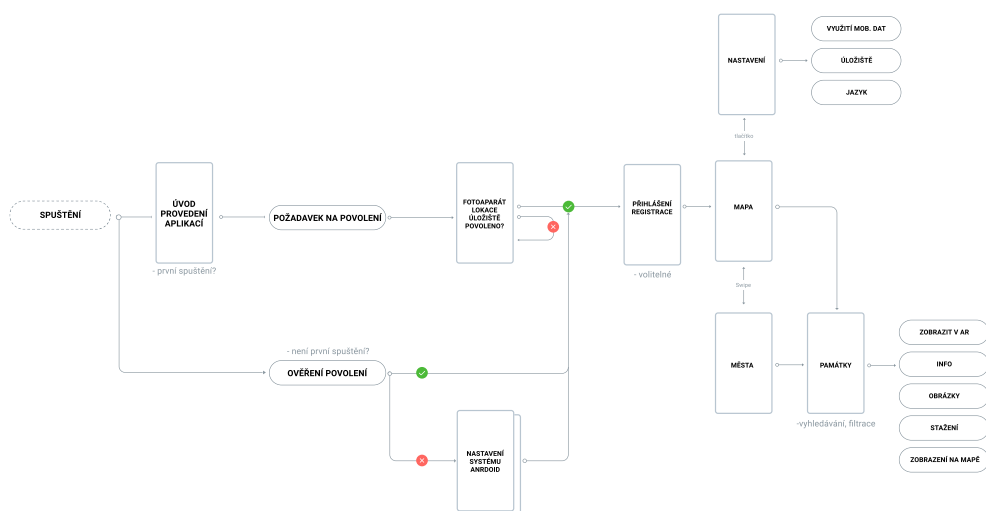 SPUŠTĚNÍ
ÚVOD
PROVEDENÍ
APLIKACÍ
- první spuštění?
POŽADAVEK NA POVOLENÍ
FOTOAPARÁT
LOKACE
ÚLOŽIŠTĚ
POVOLENO?
- není první spuštění?
OVĚŘENÍ POVOLENÍ
NASTAVENÍ
SYSTÉMU
ANRDOID
PŘIHLÁŠENÍ
REGISTRACE
- volitelné
NASTAVENÍ
VYUŽITÍ MOB. DAT
ÚLOŽIŠTĚ
JAZYK
tlačítko
MAPA
Swipe
MĚSTA
PAMÁTKY
-vyhledávání, filtrace
ZOBRAZIT V AR
INFO
OBRÁZKY
STAŽENÍ
ZOBRAZENÍ NA MAPĚ